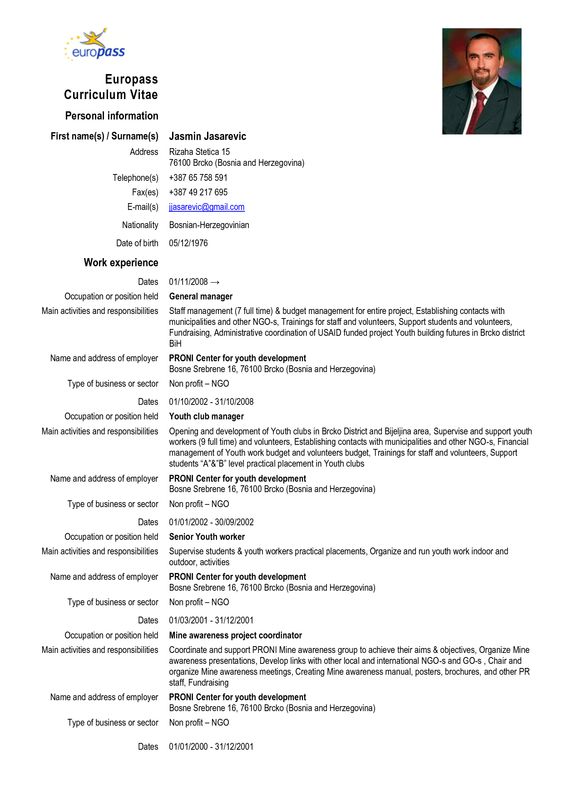 europass
Europass
Curriculum Vitae
Personal information
First name(s) / Surname(s) Jasmin Jasarevic
Address Rizaha Stetica 15
76100 Brcko (Bosnia and Herzegovina)
Telephone(s) +387 65 758 591
Fax(es) +387 49 217 695
E-mail(s) jjasarevic@gmail.com
Nationality Bosnian-Herzegovinian
Date of birth 05/12/1976
Work experience
Dates 01/11/2008 →
Occupation or position held General manager
Main activities and responsibilities Staff management (7 full time) & budget management for entire project, Establishing contacts with
municipalities and other NGO-s, Trainings for staff and volunteers, Support students and volunteers,
Fundraising, Administrative coordination of USAID funded project Youth building futures in Brcko district
BiH
Name and address of employer PRONI Center for youth development
Bosne Srebrene 16, 76100 Brcko (Bosnia and Herzegovina)
Type of business or sector Non profit – NGO
Dates 01/10/2002 - 31/10/2008
Occupation or position held Youth club manager
Main activities and responsibilities Opening and development of Youth clubs in Brcko District and Bijeljina area, Supervise and support youth
workers (9 full time) and volunteers, Establishing contacts with municipalities and other NGO-s, Financial
management of Youth work budget and volunteers budget, Trainings for staff and volunteers, Support
students “A”&”B” level practical placement in Youth clubs
Name and address of employer PRONI Center for youth development
Bosne Srebrene 16, 76100 Brcko (Bosnia and Herzegovina)
Type of business or sector Non profit – NGO
Dates 01/01/2002 - 30/09/2002
Occupation or position held Senior Youth worker
Main activities and responsibilities Supervise students & youth workers practical placements, Organize and run youth work indoor and
outdoor, activities
Name and address of employer PRONI Center for youth development
Bosne Srebrene 16, 76100 Brcko (Bosnia and Herzegovina)
Type of business or sector Non profit – NGO
Dates 01/03/2001 - 31/12/2001
Occupation or position held Mine awareness project coordinator
Main activities and responsibilities Coordinate and support PRONI Mine awareness group to achieve their aims & objectives, Organize Mine
awareness presentations, Develop links with other local and international NGO-s and GO-s , Chair and
organize Mine awareness meetings, Creating Mine awareness manual, posters, brochures, and other PR
staff, Fundraising
Name and address of employer PRONI Center for youth development
Bosne Srebrene 16, 76100 Brcko (Bosnia and Herzegovina)
Type of business or sector Non profit – NGO
Dates 01/01/2000 - 31/12/2001